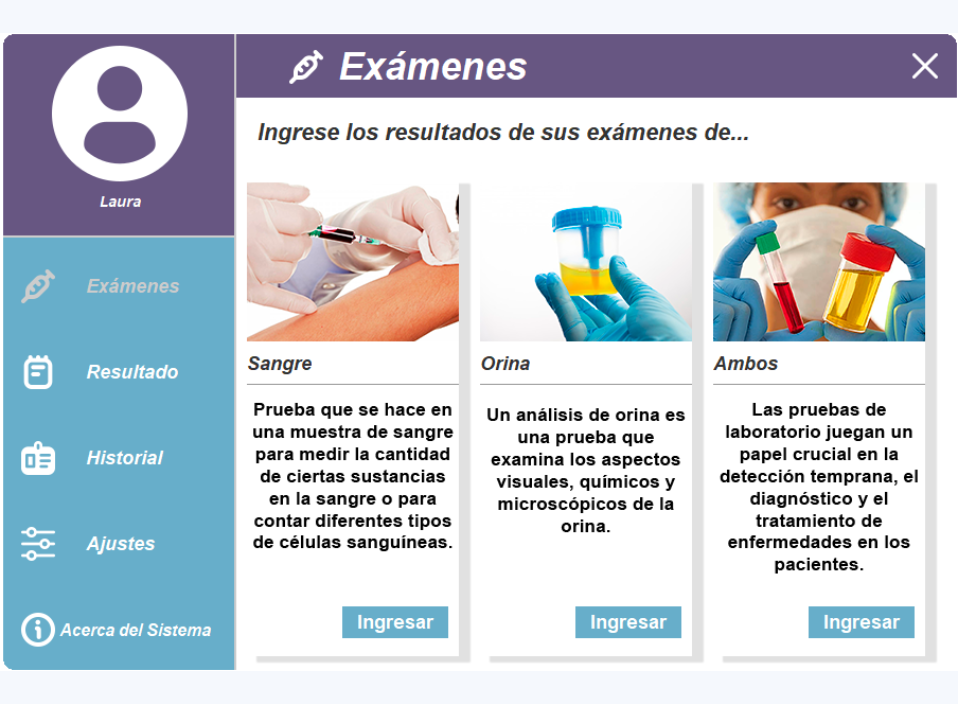 Exámenes
Ingrese los resultados de sus exámenes de...
Laura
Exámenes
Resultado
Historial
Ajustes
Acerca del Sistema
Sangre
Prueba que se hace en
una muestra de sangre
para medir la cantidad
de ciertas sustancias
en la sangre o para
contar diferentes tipos
de células sanguíneas.
Ingresar
Orina
Un análisis de orina es
una prueba que
examina los aspectos
visuales, químicos y
microscópicos de la
orina.
Ingresar
Ambos
Las pruebas de
laboratorio juegan un
papel crucial en la
detección temprana, el
diagnóstico y el
tratamiento de
enfermedades en los
pacientes.
Ingresar